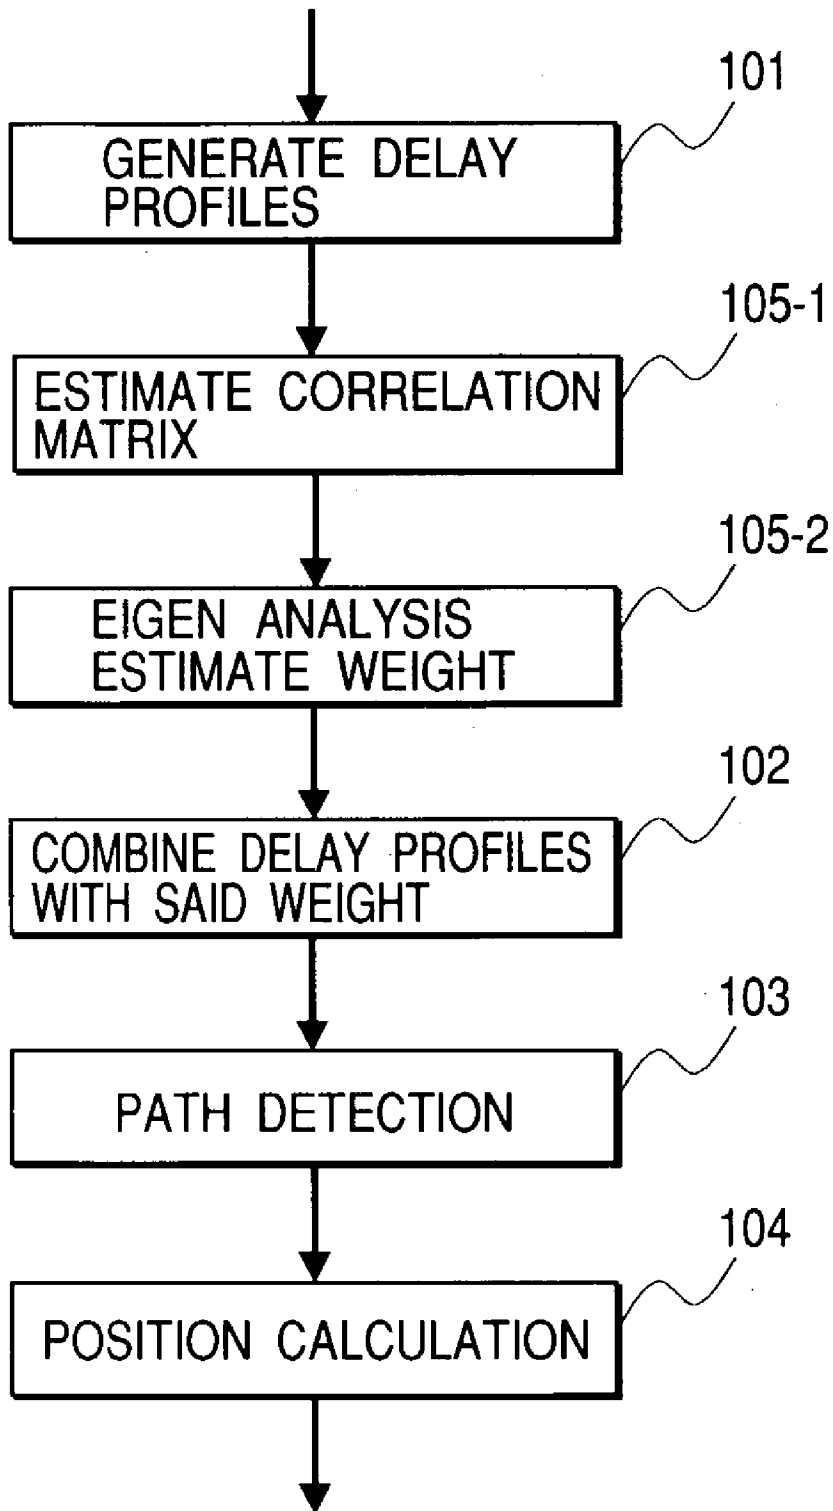 101
GENERATE DELAY
PROFILES
105-1
ESTIMATE CORRELATION
MATRIX
105-2
EIGEN ANALYSIS
ESTIMATE WEIGHT
102
COMBINE DELAY PROFILES
WITH SAID WEIGHT
103
PATH DETECTION
104
POSITION CALCULATION